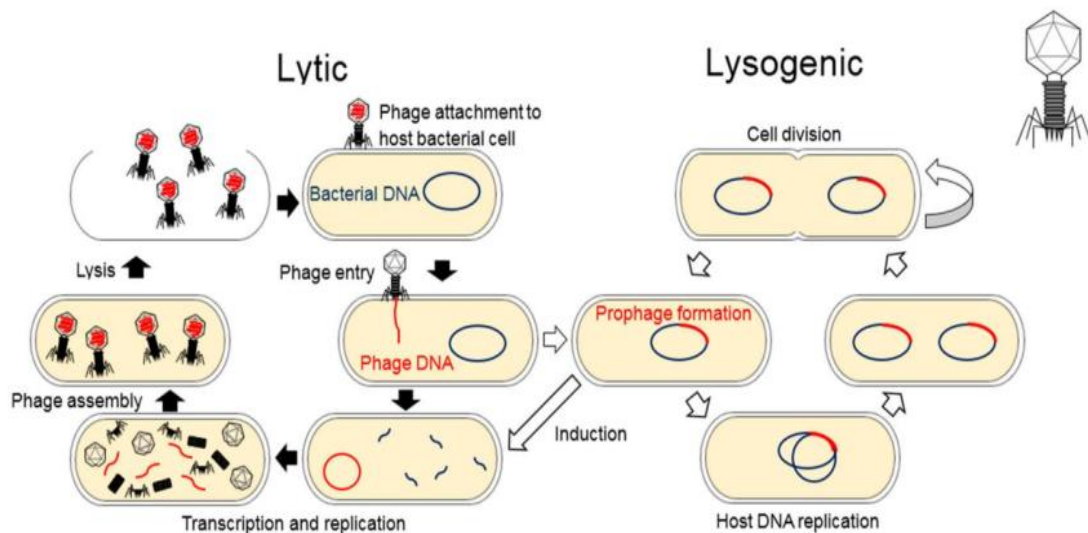 Lytic
Lysogenic
Phage attachment to
host bacterial cell
Cell division
Bacterial DNA
Lysis
Phage entry
Prophage formation
Phage DNA
Phage assembly
Induction
Transcription and replication
Host DNA replication